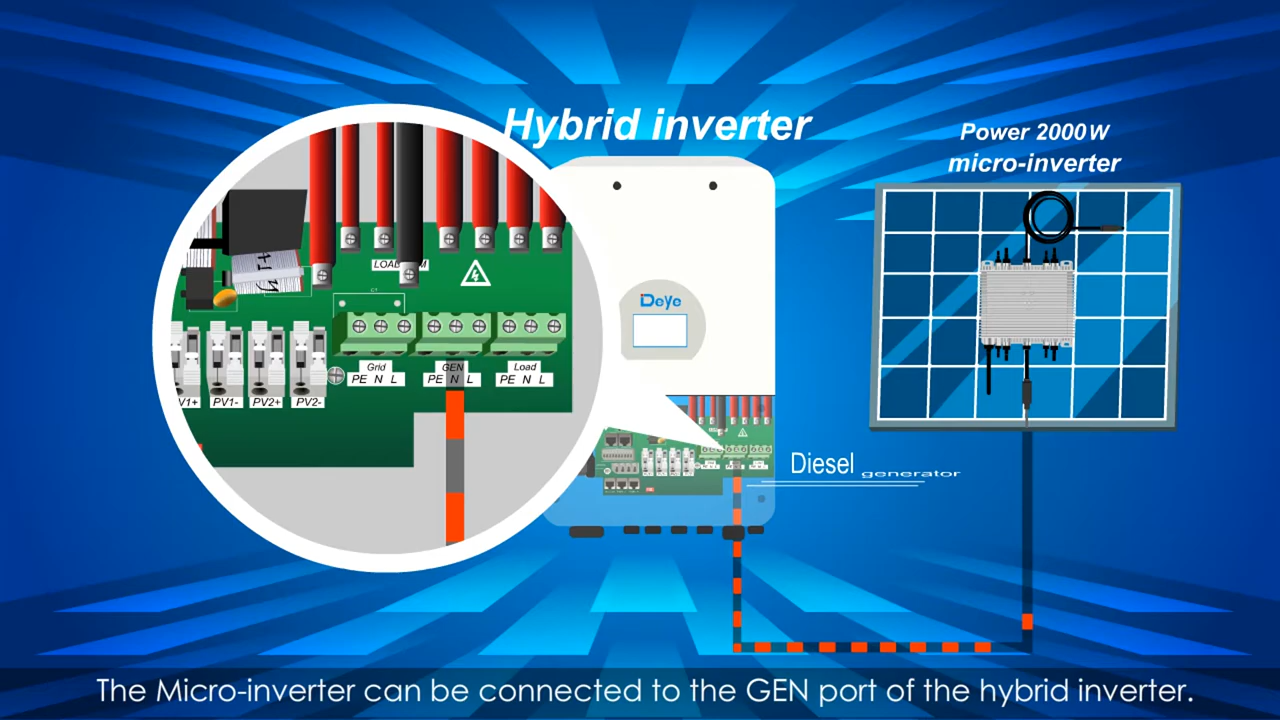 Hybrid inverter
Power 2000W
micro-inverter
LOAD
C1
Grid
PE N L
GEN
PE N L
Load
PE N L
V1+
PV1-
PV2+
PV2-
Deye
Diesel generator
The Micro-inverter can be connected to the GEN port of the hybrid inverter.